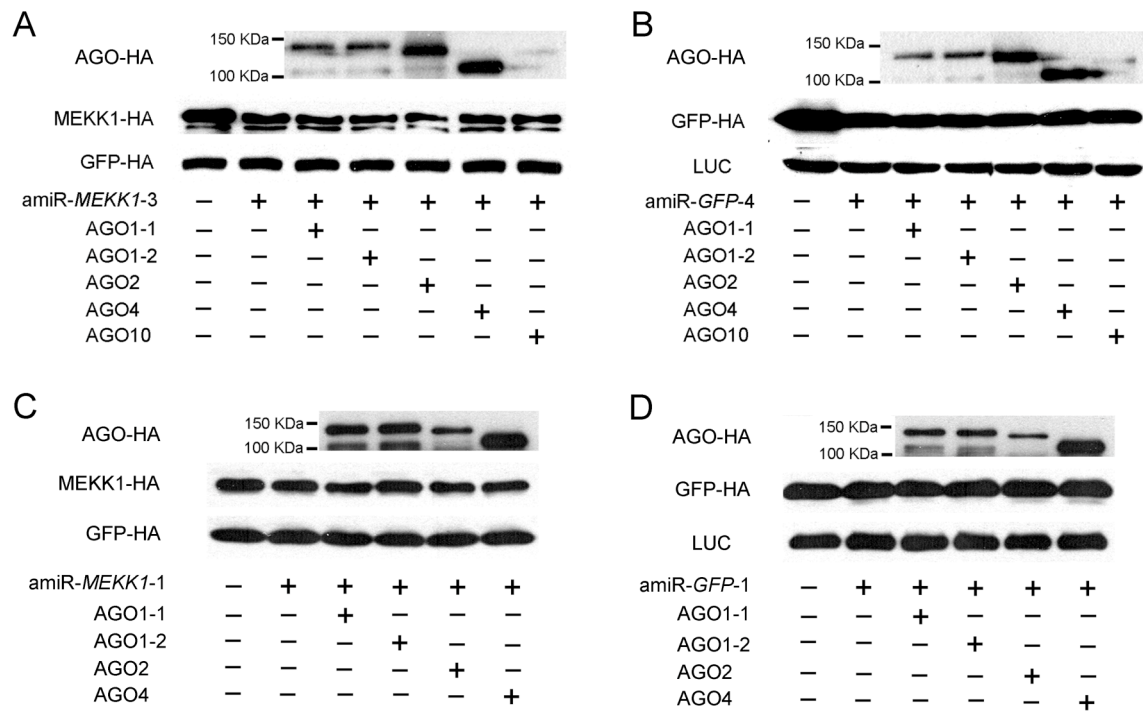 A
AGO-HA
150 KDa
100 KDa
MEKK1-HA
GFP-HA
amiR-MEKK1-3 – + + + + + +
AGO1-1 – – + – – – –
AGO1-2 – – – + – – –
AGO2 – – – – + – –
AGO4 – – – – – + –
AGO10 – – – – – – +
B
AGO-HA
150 KDa
100 KDa
GFP-HA
LUC
amiR-GFP-4 – + + + + + +
AGO1-1 – – + – – – –
AGO1-2 – – – + – – –
AGO2 – – – – + – –
AGO4 – – – – – + –
AGO10 – – – – – – +
C
AGO-HA
150 KDa
100 KDa
MEKK1-HA
GFP-HA
amiR-MEKK1-1 – + + + + +
AGO1-1 – – + – – –
AGO1-2 – – – + – –
AGO2 – – – – + –
AGO4 – – – – – +
D
AGO-HA
150 KDa
100 KDa
GFP-HA
LUC
amiR-GFP-1 – + + + + +
AGO1-1 – – + – – –
AGO1-2 – – – + – –
AGO2 – – – – + –
AGO4 – – – – – +